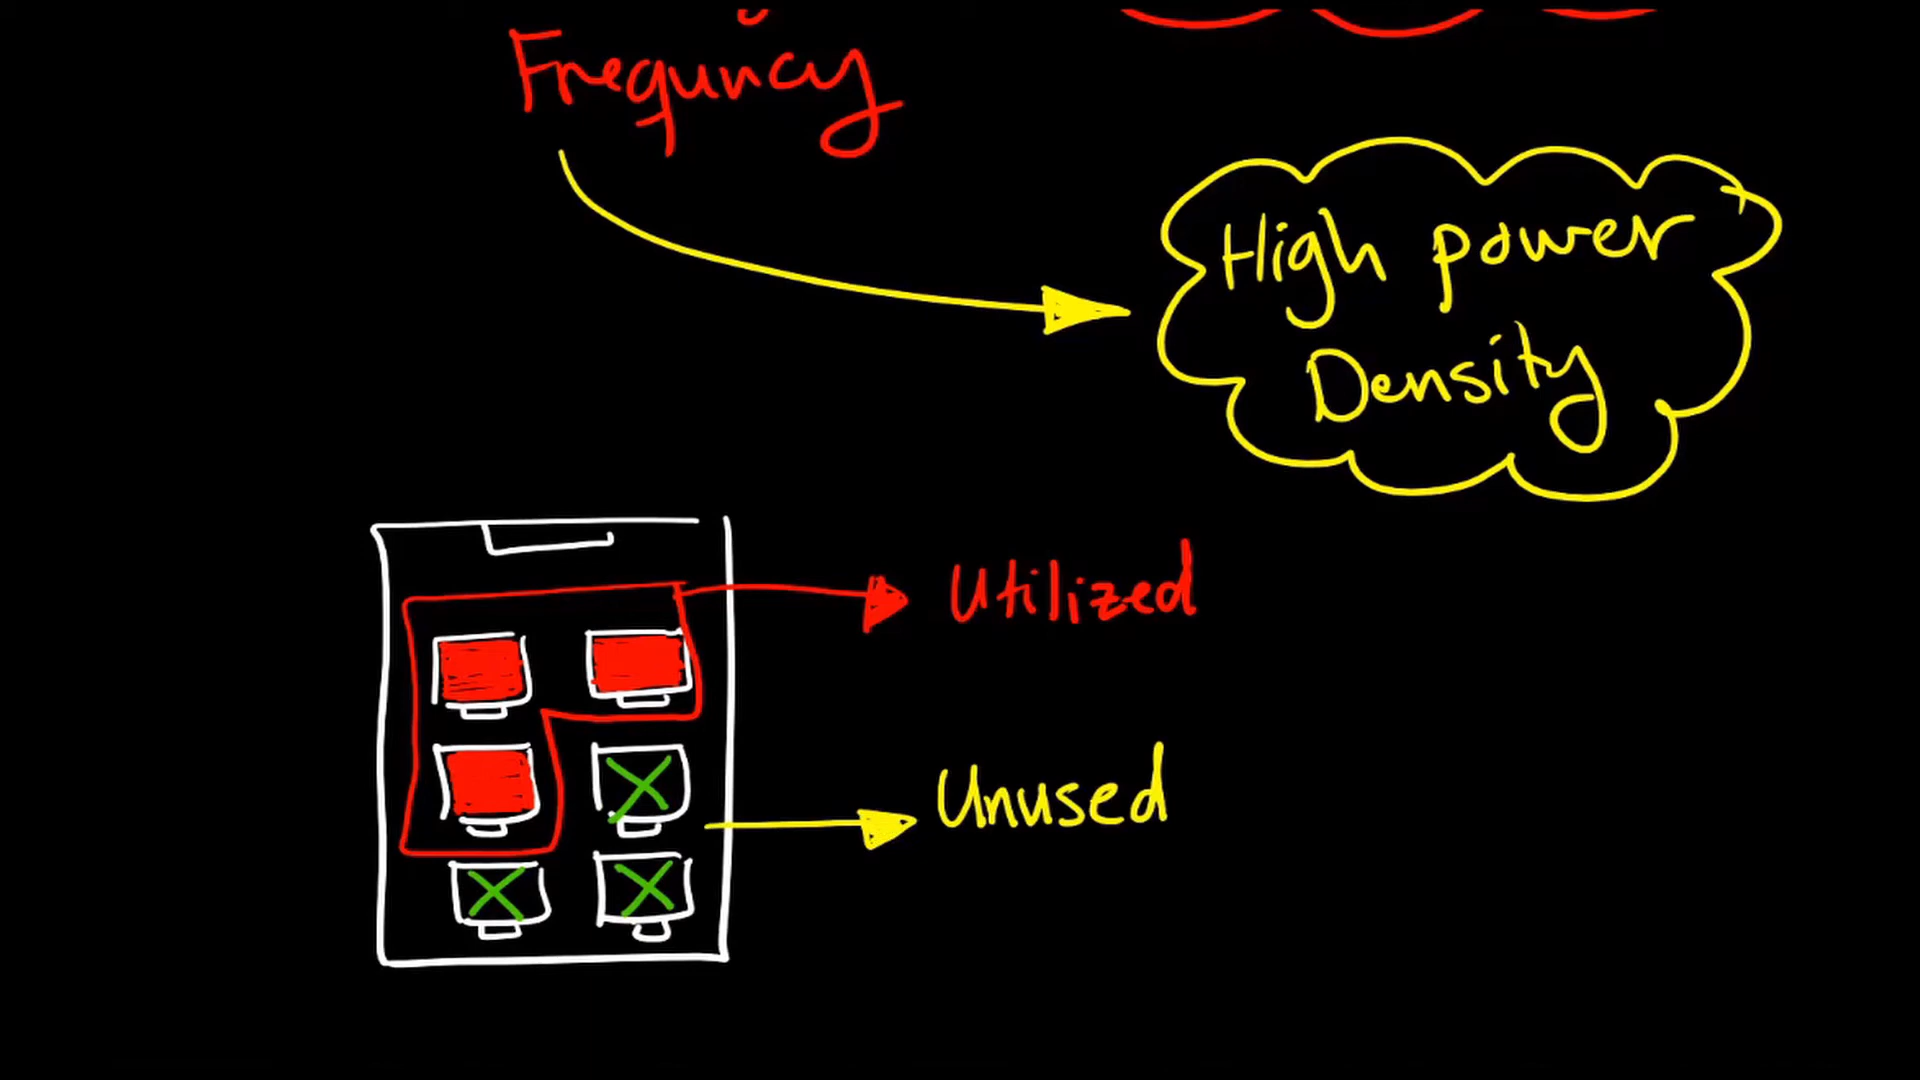 Frequncy
High power
Density
Utilized
Unused